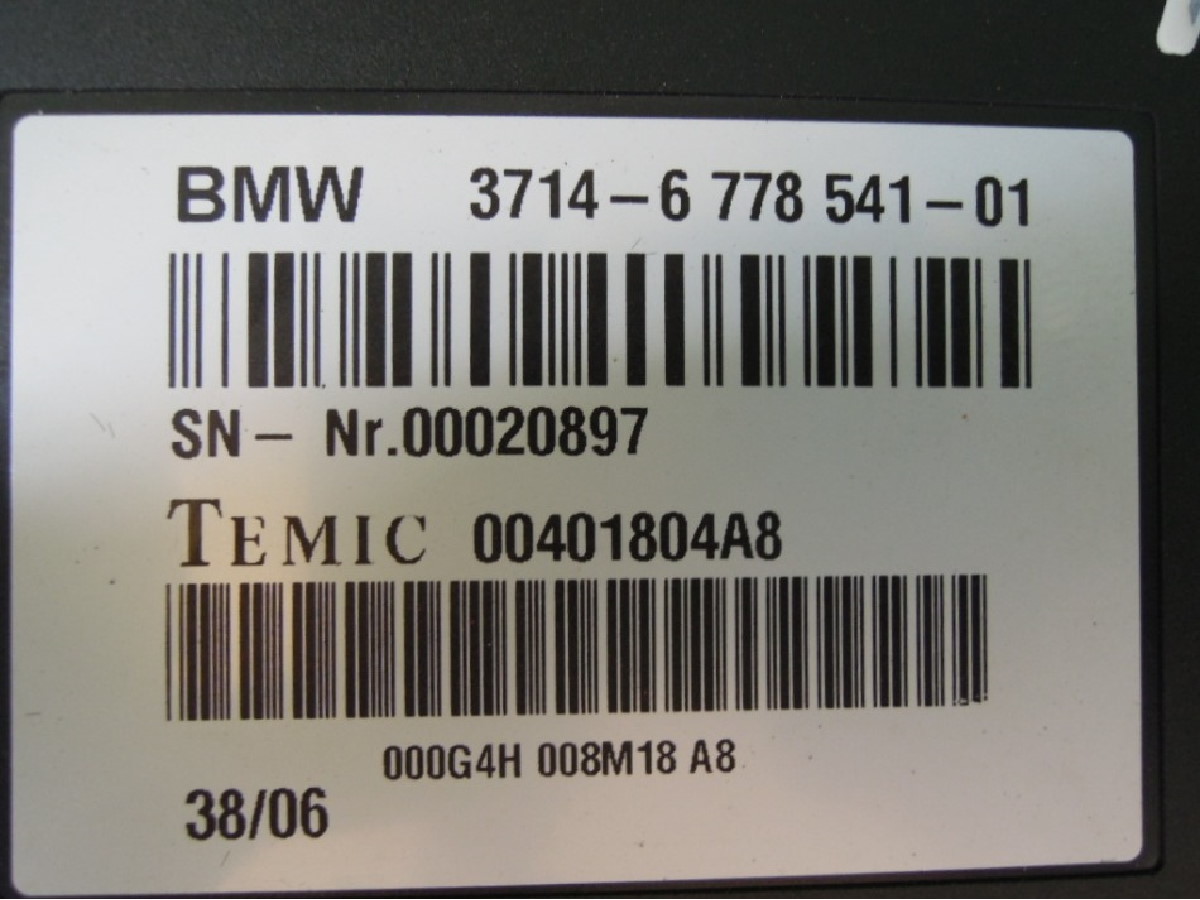 BMW 3714-6 778 541-01
SN- Nr.00020897
TEMIC 00401804A8
000G4H 008M18 A8
38/06